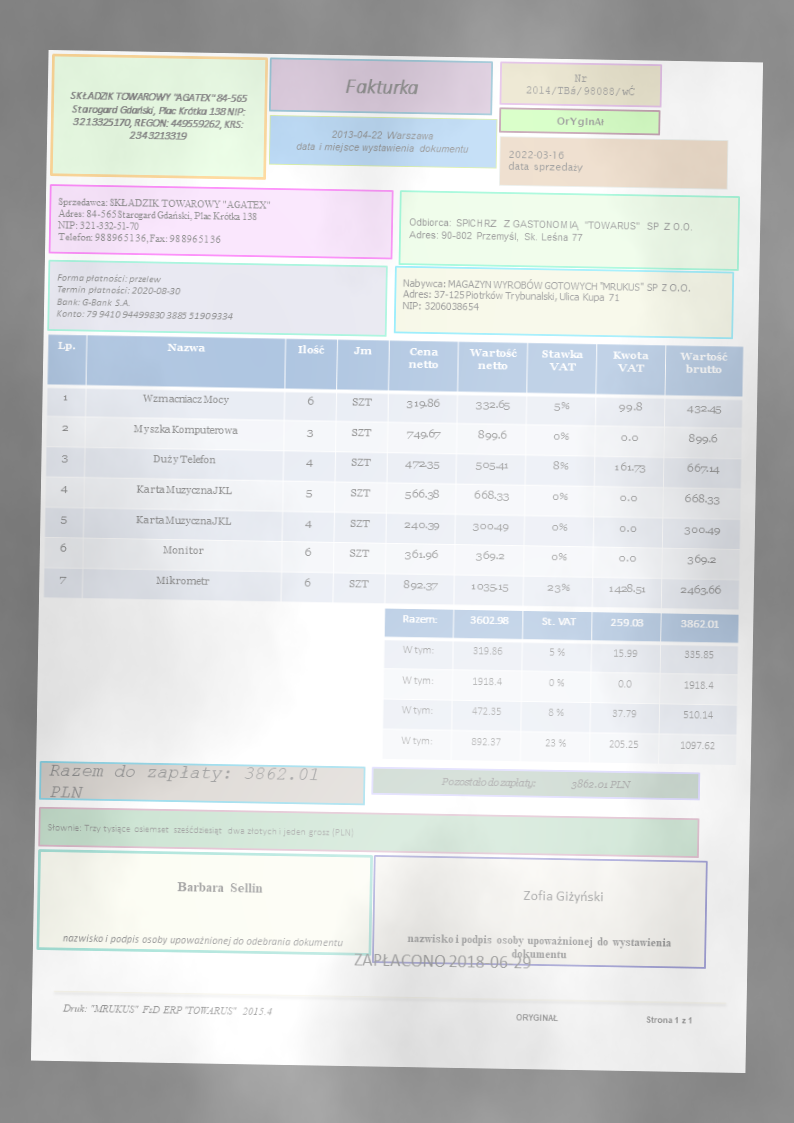 SKŁADZIK TOWAROWY "AGATEX" 84-565
Starogard Gdański, Plac Krótka 138 NIP:
3213325170, REGON: 449559262, KRS:
2343213319
Fakturka
2013-04-22 Warszawa
data i miejsce wystawienia dokumentu
Nr
2014/TBś/98088/wČ
OrYgInAł
2022-03-16
data sprzedaży
Sprzedawca: SKŁADZIK TOWAROWY "AGATEX"
Adres: 84-565 Starogard Gdański, Plac Krótka 138
NIP: 321-332-51-70
Telefon: 988965136, Fax: 988965136
Odbiorca: SPICHRZ Z GASTONOMIĄ "TOWARUS" SP Z O.O.
Adres: 90-802 Przemyśl, Sk. Leśna 77
Forma płatności: przelew
Termin płatności: 2020-08-30
Bank: G-Bank S.A.
Konto: 79 9410 9449 9830 3885 5190 9334
Nabywca: MAGAZYN WYROBÓW GOTOWYCH "MRUKUS" SP Z O.O.
Adres: 37-125 Piotrków Trybunalski, Ulica Kupa 71
NIP: 3206038654
Lp. Nazwa Ilość Jm Cena netto Wartość netto Stawka VAT Kwota VAT Wartość brutto
1 Wzmacniacz Mocy 6 SZT 319.86 332.65 5% 99.8 432.45
2 Myszka Komputerowa 3 SZT 749.67 899.6 0% 0.0 899.6
3 Duży Telefon 4 SZT 472.35 505.41 8% 161.73 667.14
4 Karta Muzyczna JKL 5 SZT 566.38 668.33 0% 0.0 668.33
5 Karta Muzyczna JKL 4 SZT 240.39 300.49 0% 0.0 300.49
6 Monitor 6 SZT 361.96 369.2 0% 0.0 369.2
7 Mikrometr 6 SZT 892.37 1035.15 23% 1428.51 2463.66
Razem: 3602.98 St. VAT 259.03 3862.01
W tym: 319.86 5 % 15.99 335.85
W tym: 1918.4 0 % 0.0 1918.4
W tym: 472.35 8 % 37.79 510.14
W tym: 892.37 23 % 205.25 1097.62
Razem do zapłaty: 3862.01
PLN
Pozostało do zapłaty: 3862.01 PLN
Słownie: Trzy tysiące osiemset sześćdziesiąt dwa złotych i jeden grosz (PLN)
Barbara Sellin
nazwisko i podpis osoby upoważnionej do odebrania dokumentu
Zofia Glżyński
nazwisko i podpis osoby upoważnionej do wystawienia
dokumentu
ZAPŁACONO 2018-06-29
Druk: "MRUKUS" FzD ERP "TOWARUS" 2015.4
ORYGINAŁ
Strona 1 z 1